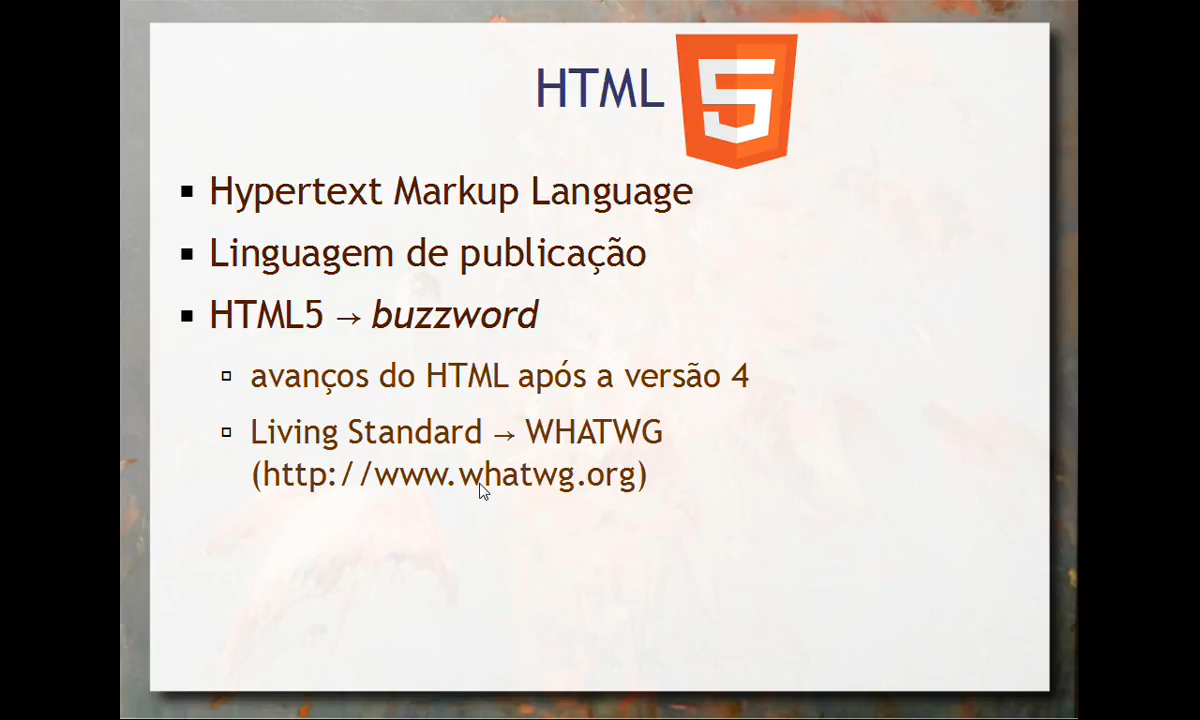 HTML 5
Hypertext Markup Language
Linguagem de publicação
HTML5 → buzzword
avanços do HTML após a versão 4
Living Standard → WHATWG
(http://www.whatwg.org)